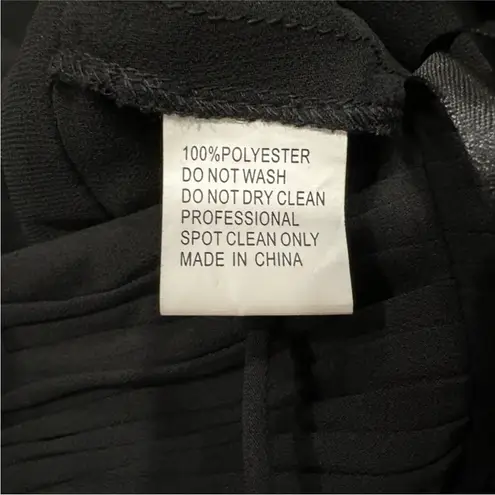 100%POLYESTER
DO NOT WASH
DO NOT DRY CLEAN
PROFESSIONAL
SPOT CLEAN ONLY
MADE IN CHINA